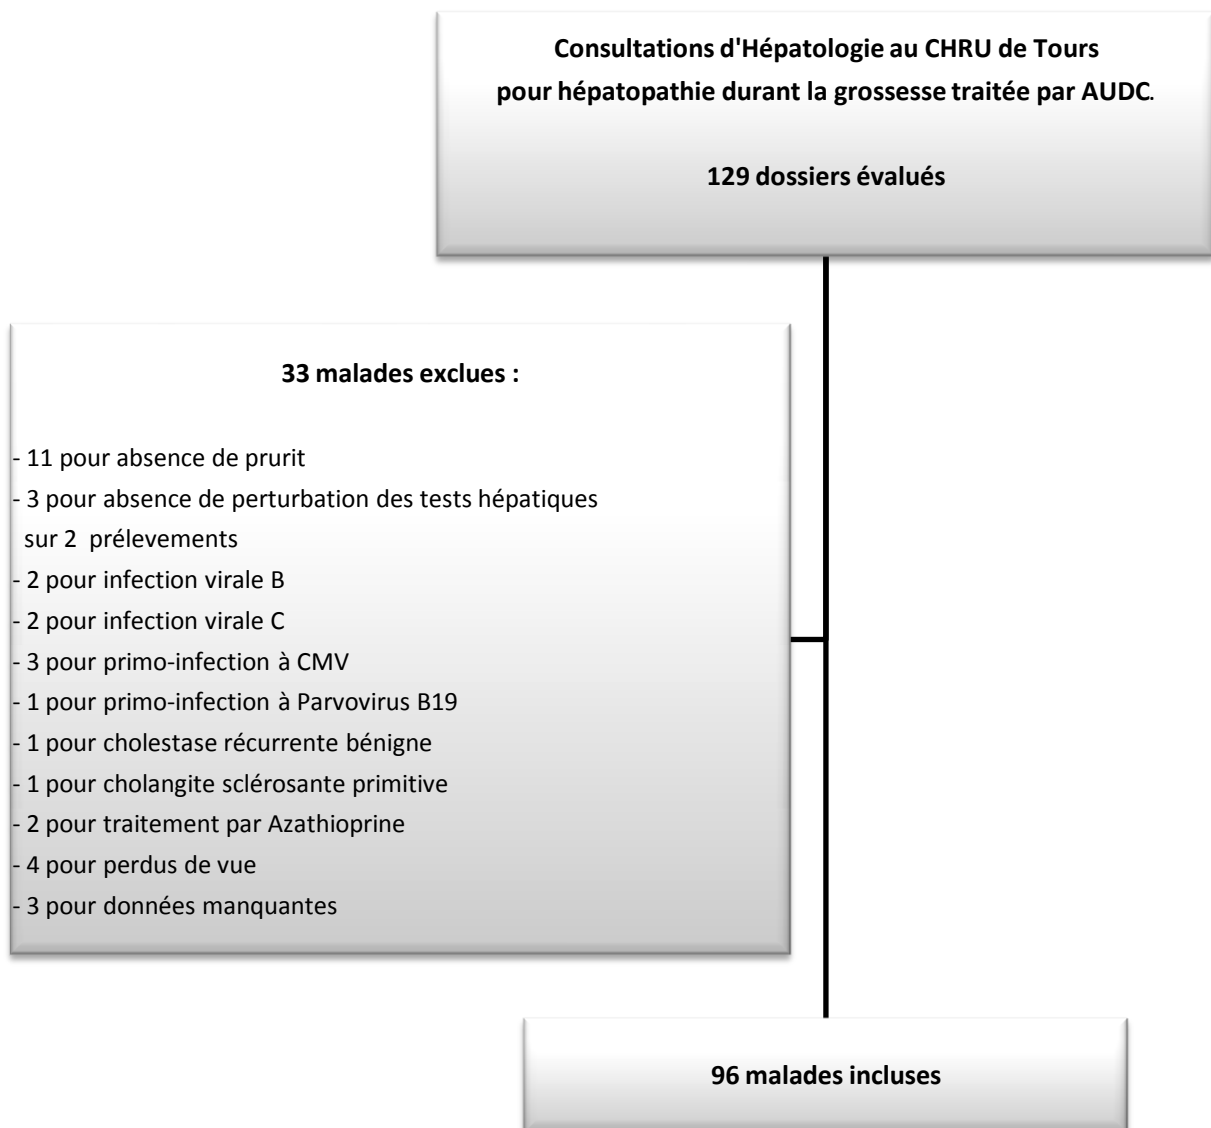 Consultations d'Hépatologie au CHRU de Tours
pour hépatopathie durant la grossesse traitée par AUDC.
129 dossiers évalués
33 malades exclues :
- 11 pour absence de prurit
- 3 pour absence de perturbation des tests hépatiques
sur 2 prélevements
- 2 pour infection virale B
- 2 pour infection virale C
- 3 pour primo-infection à CMV
- 1 pour primo-infection à Parvovirus B19
- 1 pour cholestase récurrente bénigne
- 1 pour cholangite sclérosante primitive
- 2 pour traitement par Azathioprine
- 4 pour perdus de vue
- 3 pour données manquantes
96 malades incluses